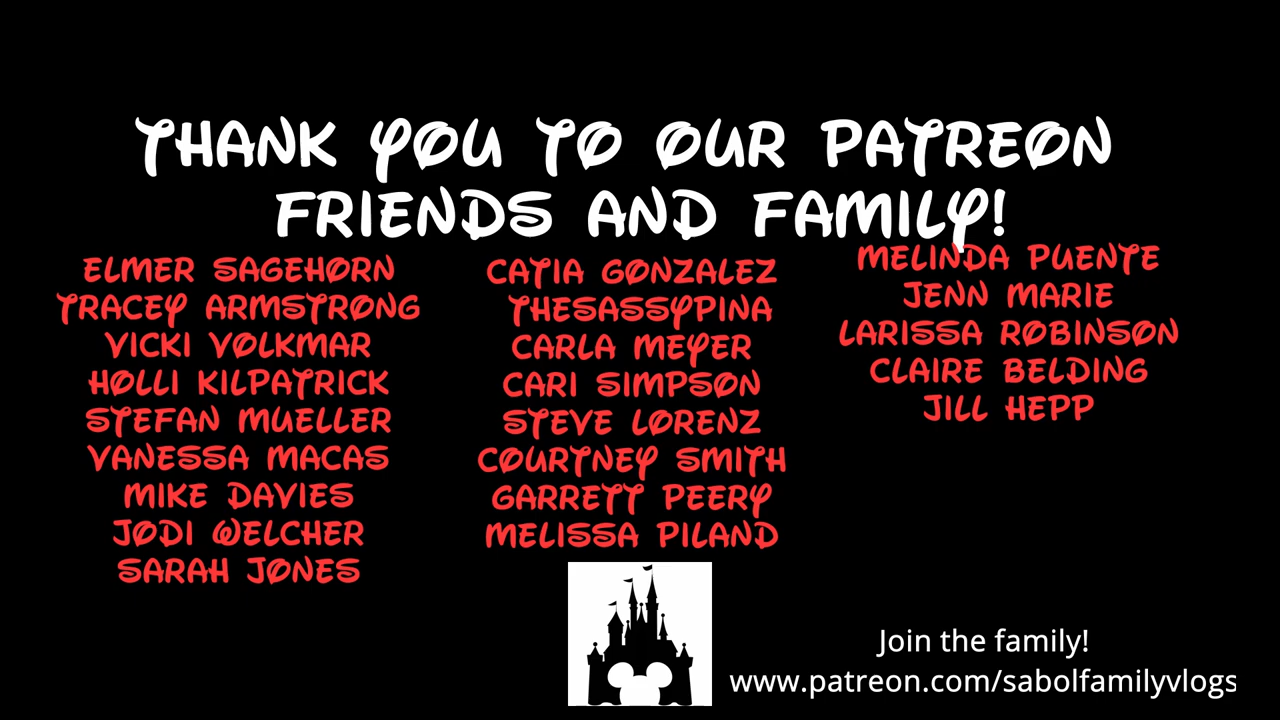 THANK YOU TO OUR PATREON
FRIENDS AND FAMILY!
ELMER SAGEHORN
TRACEY ARMSTRONG
VICKI VOLKMAR
HOLLI KILPATRICK
STEFAN MUELLER
VANESSA MACAS
MIKE DAVIES
JODI WELCHER
SARAH JONES
CATIA GONZALEZ
THESASSYPINA
CARLA MEYER
CARI SIMPSON
STEVE LORENZ
COURTNEY SMITH
GARRETT PEERY
MELISSA PILAND
MELINDA PUENTE
JENN MARIE
LARISSA ROBINSON
CLAIRE BELDING
JILL HEPP
Join the family!
www.patreon.com/sabolfamilyvlogs